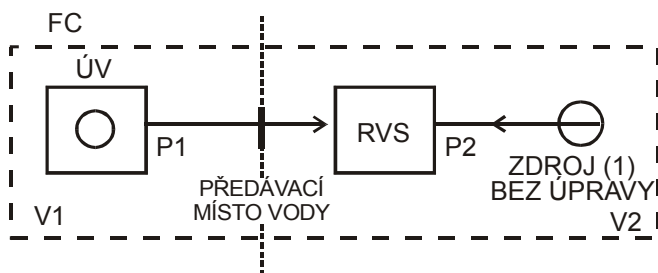 FC
ÚV
P1
RVS
P2
PŘEDÁVACÍ
MÍSTO VODY
ZDROJ (1)
BEZ ÚPRAVY
V1
V2